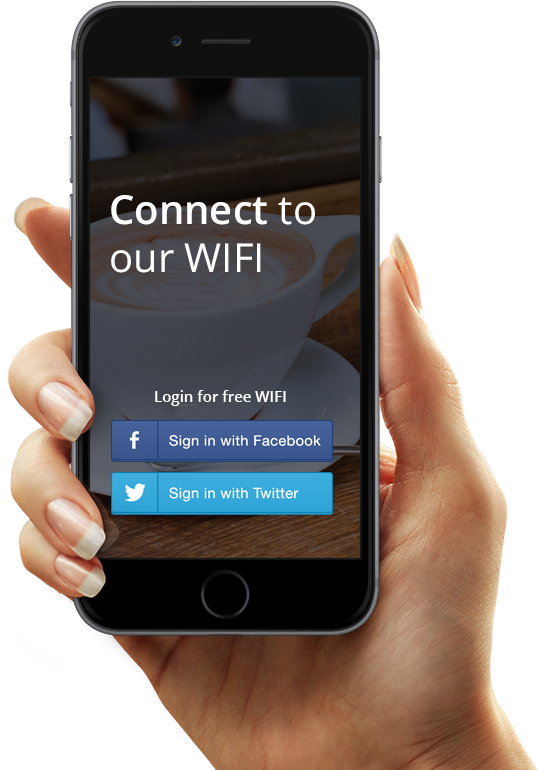 Connect to
our WIFI
Login for free WIFI
Sign in with Facebook
Sign in with Twitter